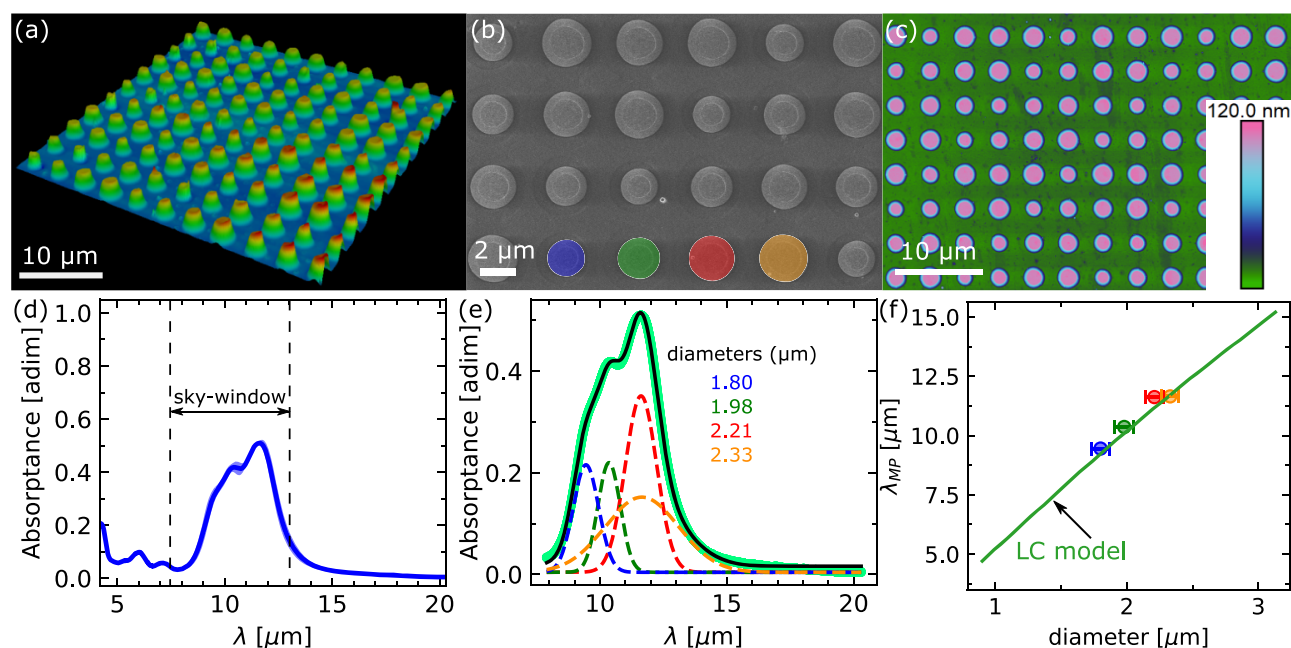 (a)
10 μm
(b)
2 μm
(c)
120.0 nm
10 μm
(d)
1.0
0.8
0.6
0.4
0.2
0.0
Absorptance [adim]
sky-window
5
10
15
20
λ [μm]
(e)
0.4
0.2
0.0
Absorptance [adim]
diameters (μm)
1.80
1.98
2.21
2.33
10
15
20
λ [μm]
(f)
15.0
12.5
10.0
7.5
5.0
λMP [μm]
LC model
1
2
3
diameter [μm]